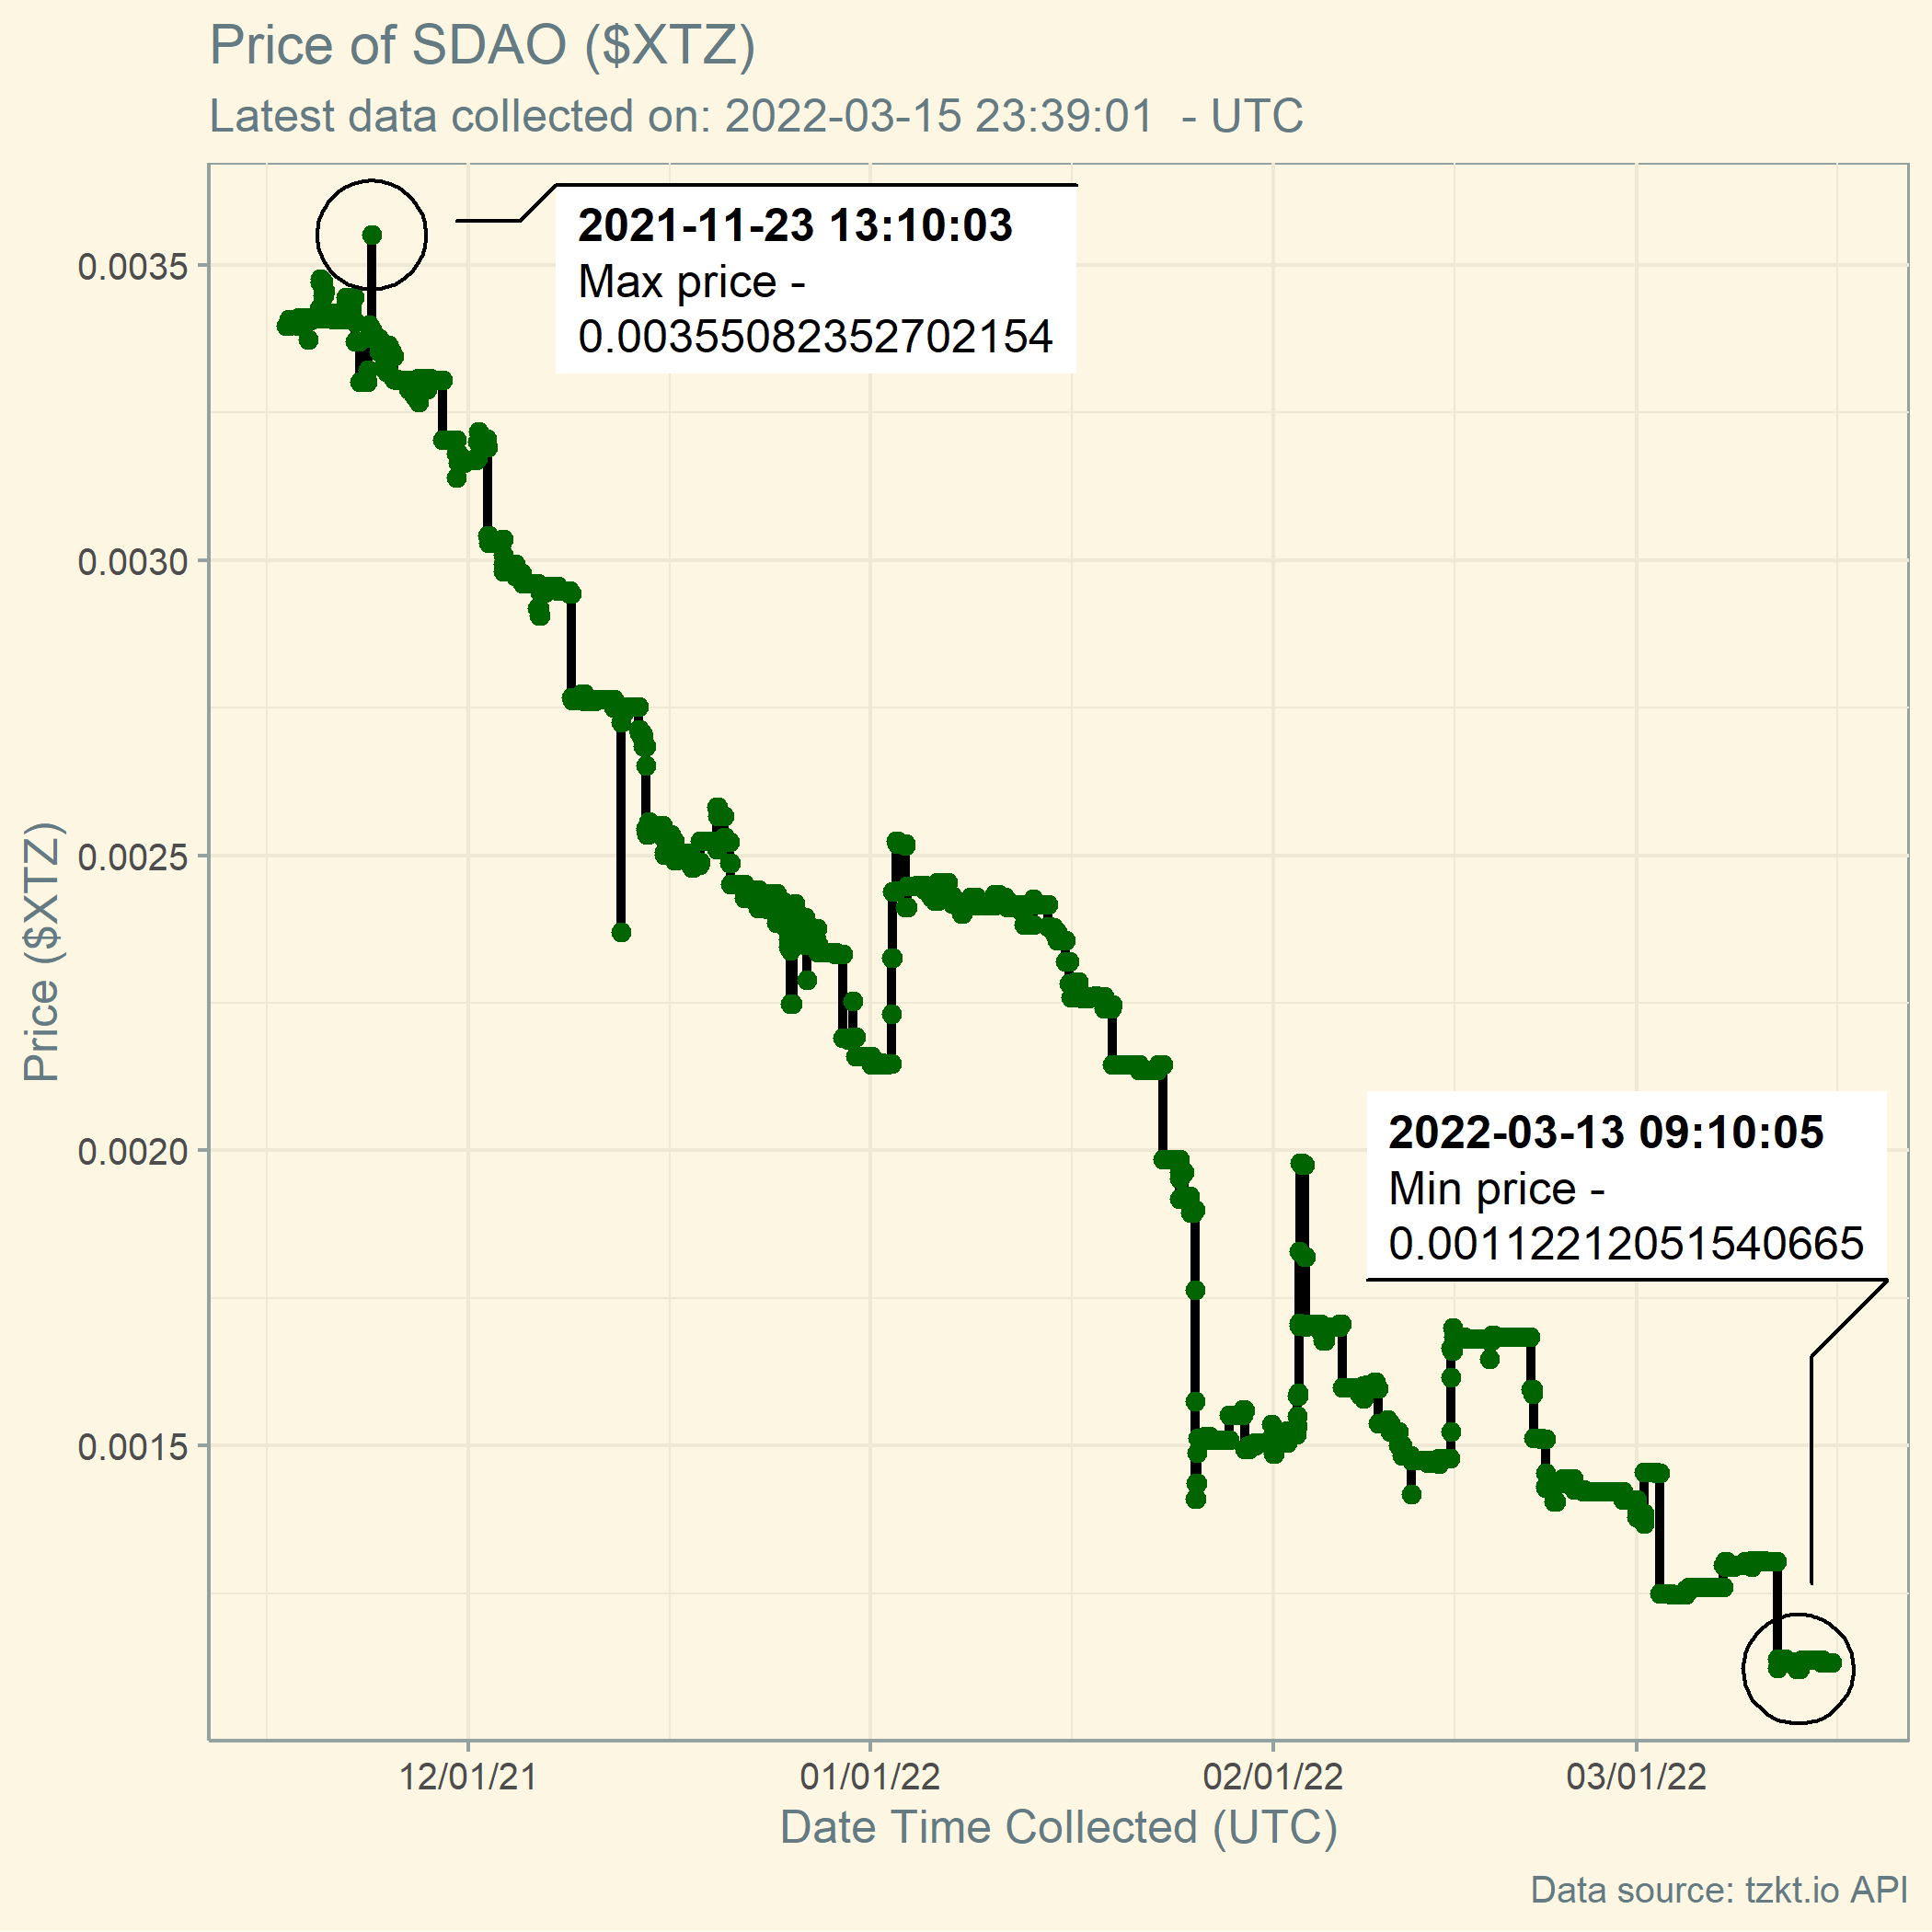 Price of SDAO ($XTZ)
Latest data collected on: 2022-03-15 23:39:01  - UTC
2021-11-23 13:10:03
Max price -
0.00355082352702154
0.0035
0.0030
0.0025
0.0020
0.0015
Price ($XTZ)
2022-03-13 09:10:05
Min price -
0.00112212051540665
12/01/21
01/01/22
02/01/22
03/01/22
Date Time Collected (UTC)
Data source: tzkt.io API